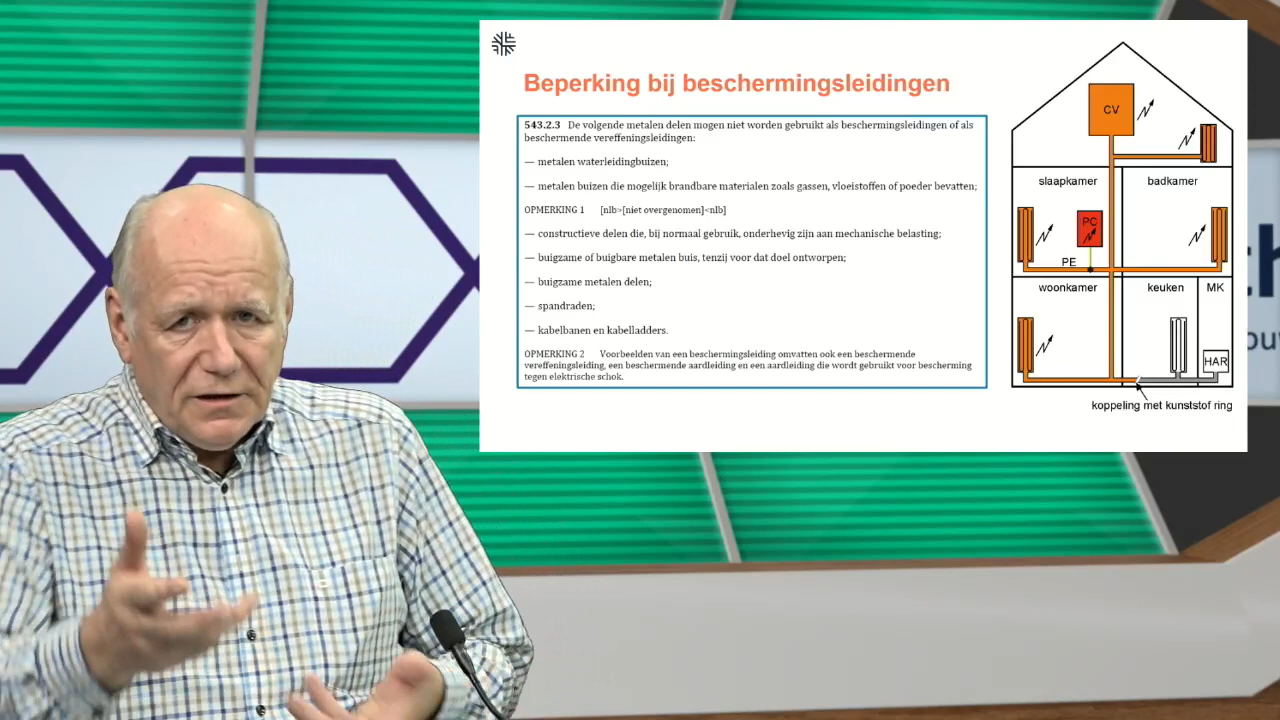 Beperking bij beschermingsleidingen
543.2.3 De volgende metalen delen mogen niet worden gebruikt als beschermingsleidingen of als
beschermende vereffeningsleidingen:
— metalen waterleidingbuizen;
— metalen buizen die mogelijk brandbare materialen zoals gassen, vloeistoffen of poeder bevatten;
OPMERKING 1 [nlb>[niet overgenomen]<nlb]
— constructieve delen die, bij normaal gebruik, onderhevig zijn aan mechanische belasting;
— buigzame of buigbare metalen buis, tenzij voor dat doel ontworpen;
— buigzame metalen delen;
— spandraden;
— kabelbanen en kabelladders.
OPMERKING 2 Voorbeelden van een beschermingsleiding omvatten ook een beschermende
vereffeningsleiding, een beschermende aardleiding en een aardleiding die wordt gebruikt voor bescherming
tegen elektrische schok.
CV
slaapkamer
badkamer
PC
PE
woonkamer
keuken
MK
HAR
koppeling met kunststof ring
ch
ouw